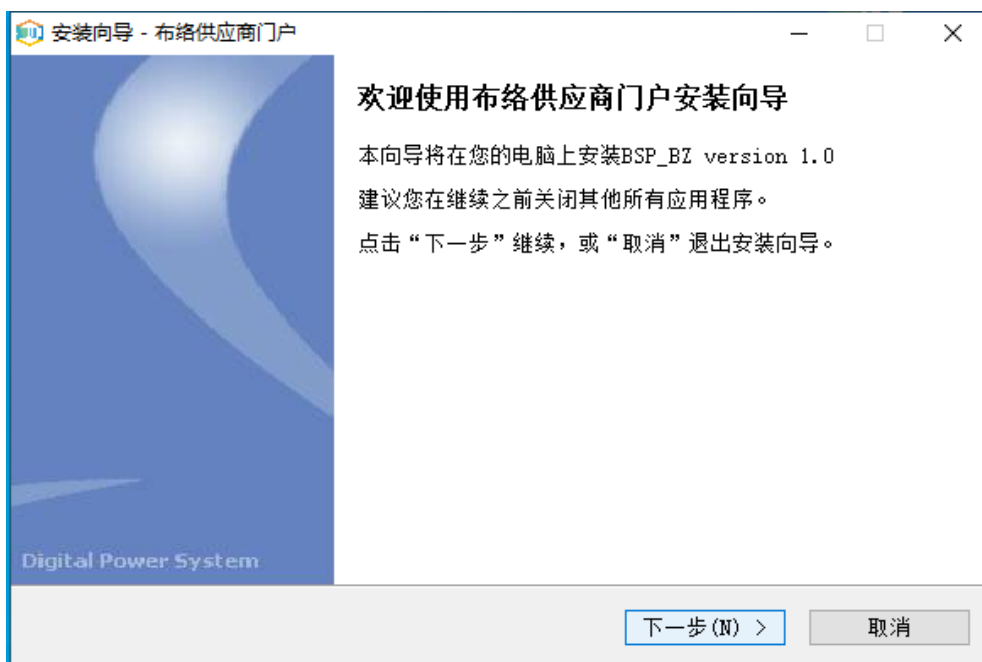 安装向导 - 布络供应商门户
欢迎使用布络供应商门户安装向导
本向导将在您的电脑上安装BSP_BZ version 1.0
建议您在继续之前关闭其他所有应用程序。
点击“下一步”继续，或“取消”退出安装向导。
Digital Power System
下一步(N) >
取消